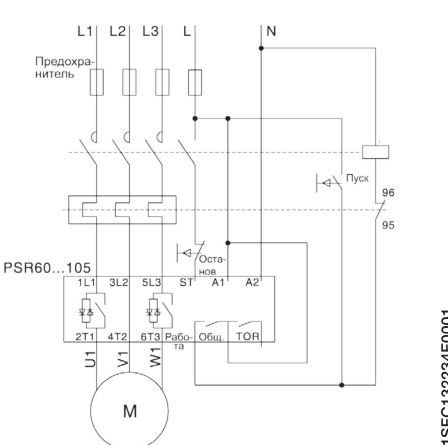 L1 L2 L3 L N
Предохра-
нитель
Пуск
96
95
Оста-
нов
PSR60...105
1L1 3L2 5L3 ST A1 A2
2T1 4T2 6T3 Рабо-
та Общ. TOR
U1
V1
W1
M
1SFC132234F0001